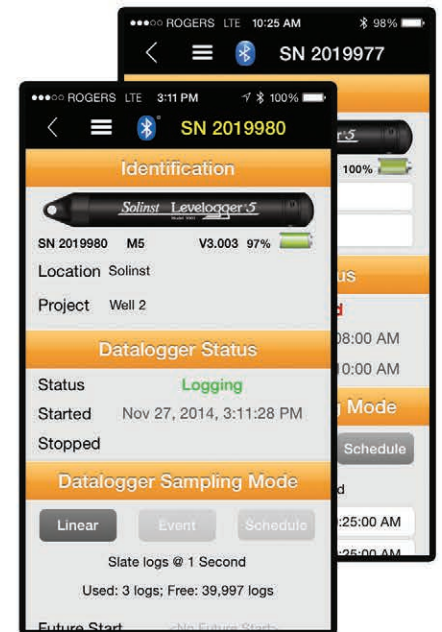 ROGERS LTE 10:25 AM 98%
SN 2019977
100%
08:00 AM
0:00 AM
Mode
Schedule
:25:00 AM
:25:00 AM
ROGERS LTE 3:11 PM 100%
SN 2019980
Identification
Solinst Levelogger 5
SN 2019980 M5 V3.003 97%
Location Solinst
Project Well 2
Datalogger Status
Status Logging
Started Nov 27, 2014, 3:11:28 PM
Stopped
Datalogger Sampling Mode
Linear Event Schedule
Slate logs @ 1 Second
Used: 3 logs; Free: 39,997 logs
Future Start <No Future Start>